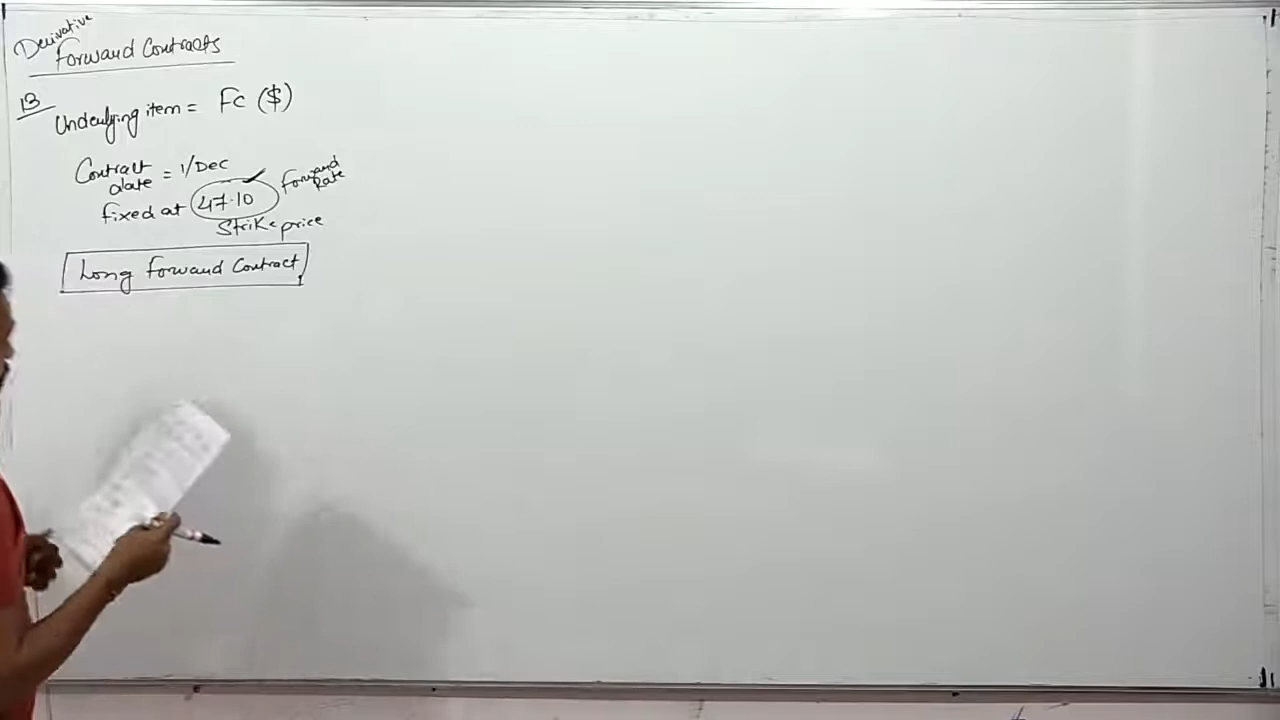 Derivative
Forward Contracts
13
Underlying item = FC ($)
Contract date = 1/Dec
fixed at 47.10 Forward Rate
Strike price
Long Forward Contract